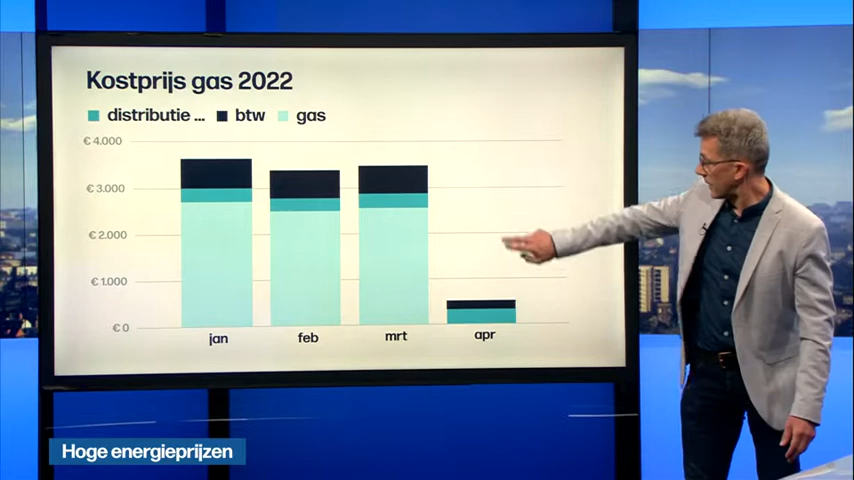 Kostprijs gas 2022
distributie ... btw gas
€ 4.000
€ 3.000
€ 2.000
€ 1.000
€ 0
jan feb mrt apr
Hoge energieprijzen